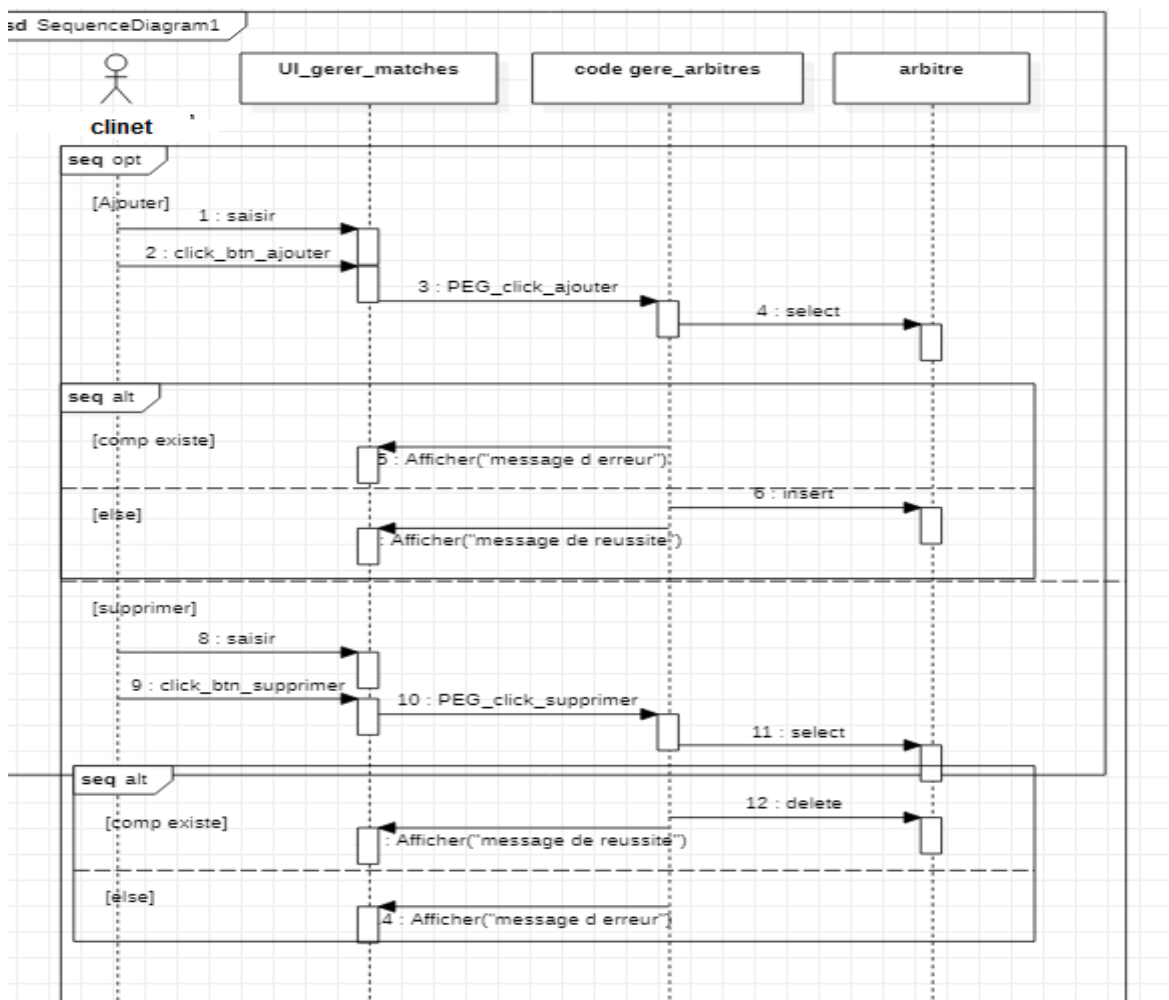 sd SequenceDiagram1
UI_gerer_matches
code gere_arbitres
arbitre
clinet
seq opt
[Ajouter]
1 : saisir
2 : click_btn_ajouter
3 : PEG_click_ajouter
4 : select
seq alt
[comp existe]
5 : Afficher("message d erreur")
6 : insert
[else]
: Afficher("message de reussite")
[supprimer]
8 : saisir
9 : click_btn_supprimer
10 : PEG_click_supprimer
11 : select
seq alt
12 : delete
[comp existe]
: Afficher("message de reussite")
[else]
4 : Afficher("message d erreur")